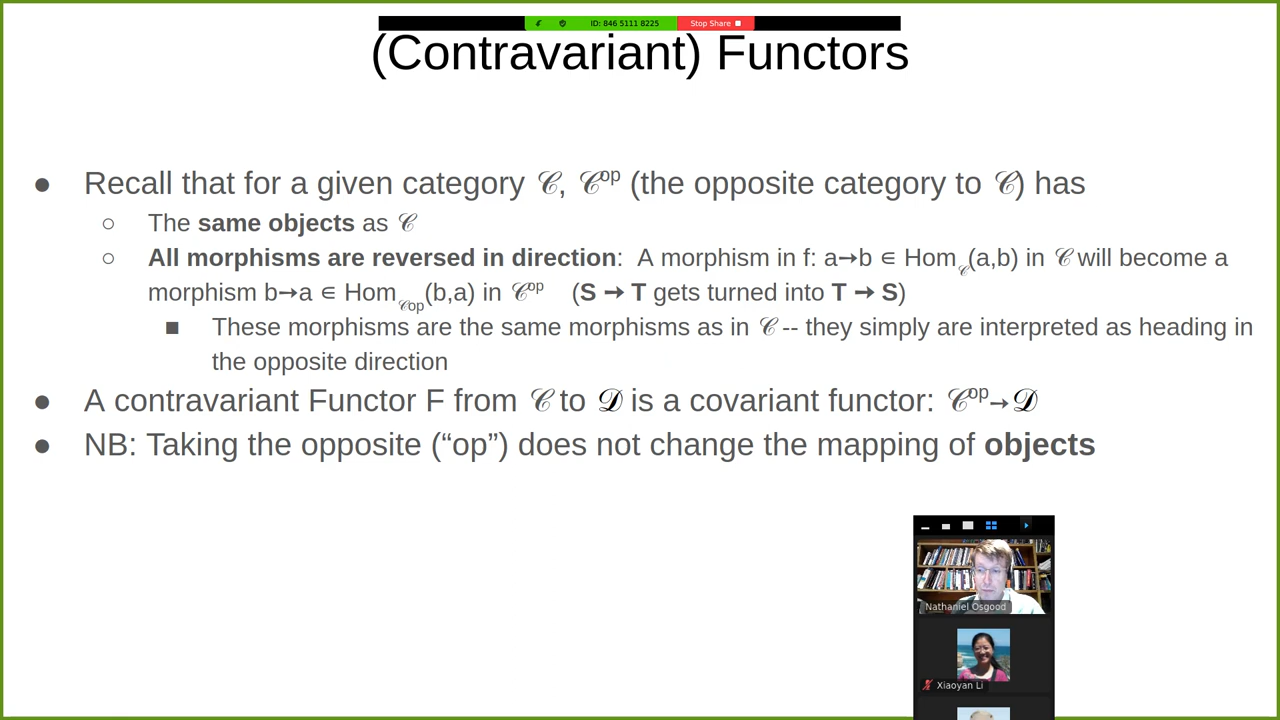 ID: 846 5111 8225 Stop Share
(Contravariant) Functors
● Recall that for a given category 𝒞, 𝒞op (the opposite category to 𝒞) has
○ The same objects as 𝒞
○ All morphisms are reversed in direction: A morphism in f: a→b ∈ Hom𝒞(a,b) in 𝒞 will become a
morphism b→a ∈ Hom𝒞op(b,a) in 𝒞op (S → T gets turned into T → S)
■ These morphisms are the same morphisms as in 𝒞 -- they simply are interpreted as heading in
the opposite direction
● A contravariant Functor F from 𝒞 to 𝒟 is a covariant functor: 𝒞op→𝒟
● NB: Taking the opposite (“op”) does not change the mapping of objects
Nathaniel Osgood
Xiaoyan Li